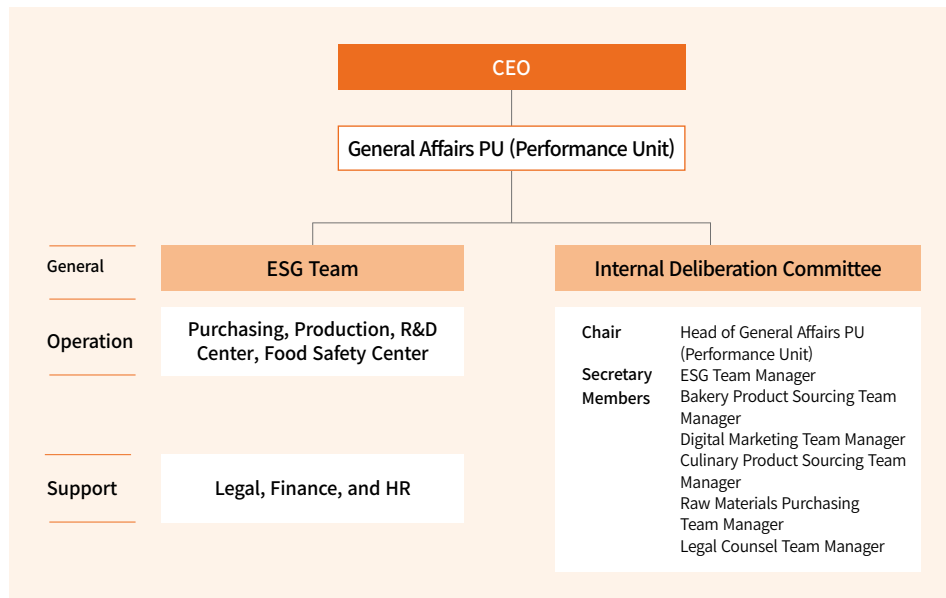 CEO
General Affairs PU (Performance Unit)
General
ESG Team
Operation
Purchasing, Production, R&D
Center, Food Safety Center
Support
Legal, Finance, and HR
Internal Deliberation Committee
Chair Head of General Affairs PU
(Performance Unit)
Secretary ESG Team Manager
Members Bakery Product Sourcing Team
Manager
Digital Marketing Team Manager
Culinary Product Sourcing Team
Manager
Raw Materials Purchasing
Team Manager
Legal Counsel Team Manager